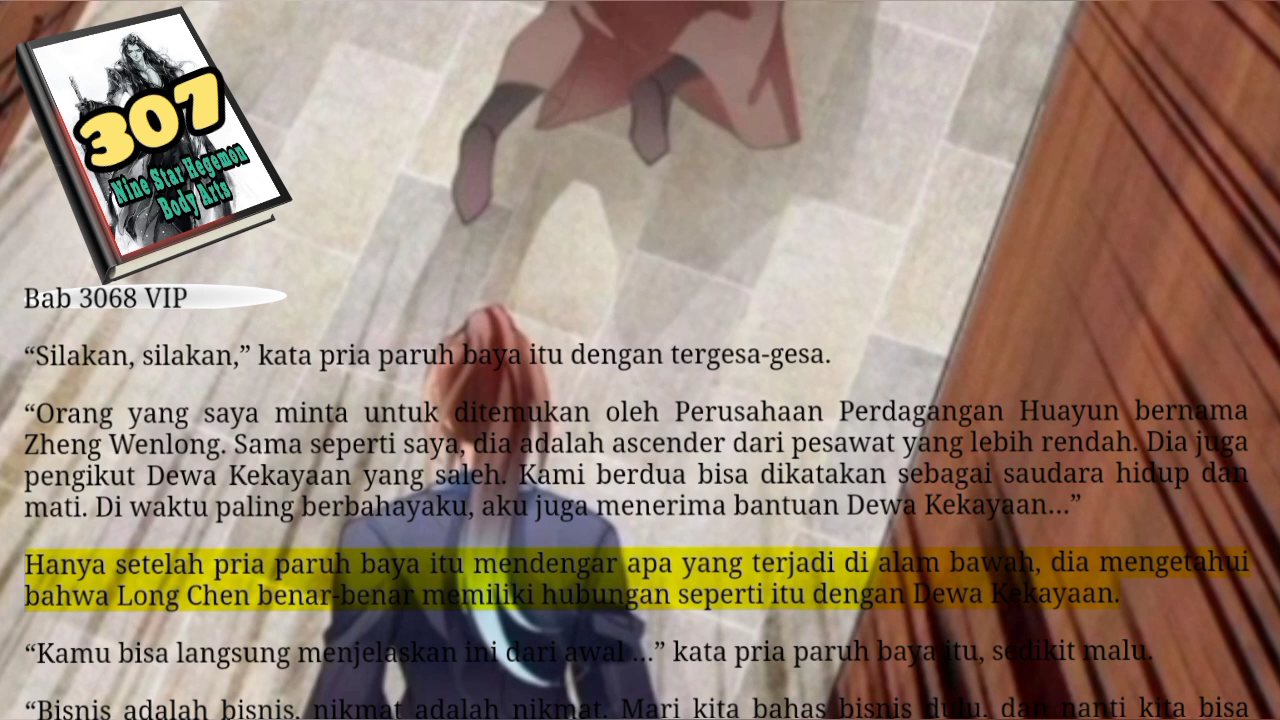 307
Nine Star Hegemon
Body Arts
Bab 3068 VIP
“Silakan, silakan,” kata pria paruh baya itu dengan tergesa-gesa.
“Orang yang saya minta untuk ditemukan oleh Perusahaan Perdagangan Huayun bernama
Zheng Wenlong. Sama seperti saya, dia adalah ascender dari pesawat yang lebih rendah. Dia juga
pengikut Dewa Kekayaan yang saleh. Kami berdua bisa dikatakan sebagai saudara hidup dan
mati. Di waktu paling berbahayaku, aku juga menerima bantuan Dewa Kekayaan...”
Hanya setelah pria paruh baya itu mendengar apa yang terjadi di alam bawah, dia mengetahui
bahwa Long Chen benar-benar memiliki hubungan seperti itu dengan Dewa Kekayaan.
“Kamu bisa langsung menjelaskan ini dari awal ...” kata pria paruh baya itu, sedikit malu.
“Bisnis adalah bisnis, nikmat adalah nikmat. Mari kita bahas bisnis dulu, dan nanti kita bisa